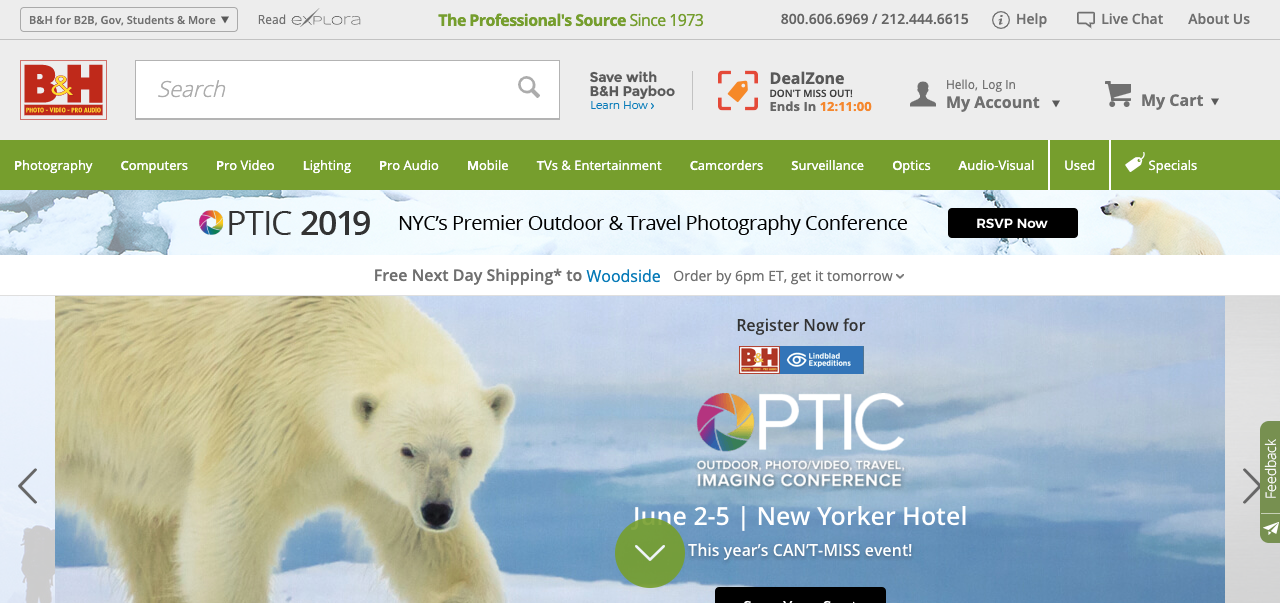 B&H for B2B, Gov, Students & More ▼
Read explora
The Professional's Source Since 1973
800.606.6969 / 212.444.6615
Help
Live Chat
About Us
B&H
PHOTO - VIDEO - PRO AUDIO
Search
Save with
B&H Payboo
Learn How ›
DealZone
DON'T MISS OUT!
Ends In 12:11:00
Hello, Log In
My Account ▼
My Cart ▼
Photography
Computers
Pro Video
Lighting
Pro Audio
Mobile
TVs & Entertainment
Camcorders
Surveillance
Optics
Audio-Visual
Used
Specials
OPTIC 2019
NYC's Premier Outdoor & Travel Photography Conference
RSVP Now
Free Next Day Shipping* to Woodside Order by 6pm ET, get it tomorrow
Register Now for
B&H
PHOTO - VIDEO - PRO AUDIO
Lindblad
Expeditions
OPTIC
OUTDOOR, PHOTO/VIDEO, TRAVEL,
IMAGING CONFERENCE
June 2-5 | New Yorker Hotel
This year's CAN'T-MISS event!
Feedback